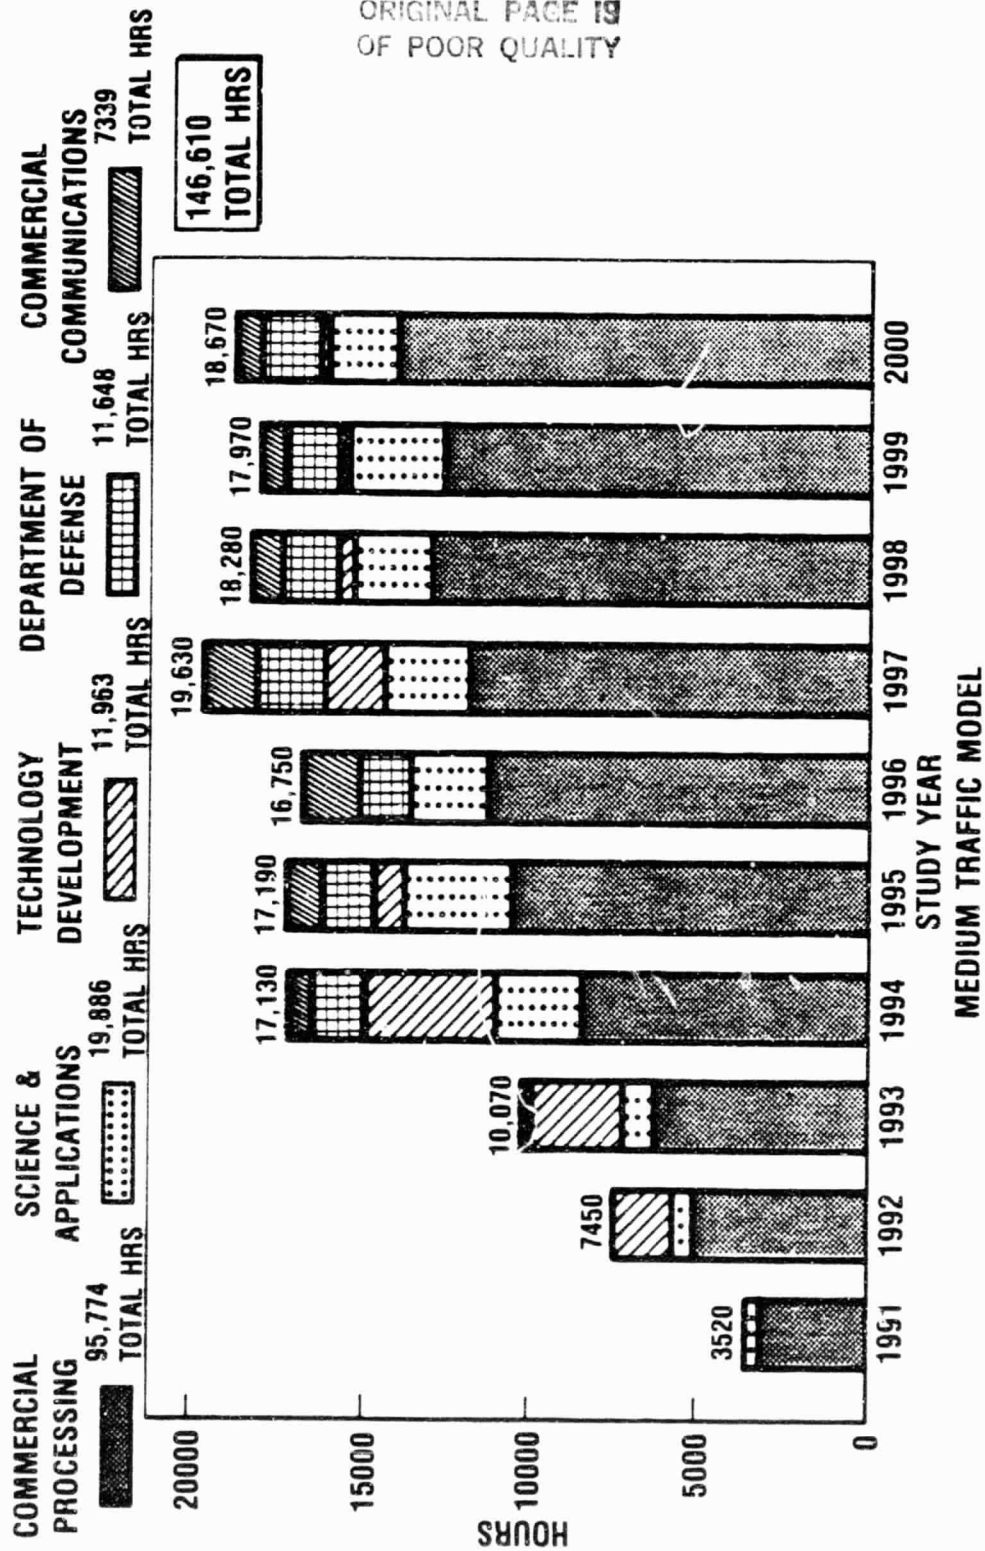 ORIGINAL PAGE IS
OF POOR QUALITY
COMMERCIAL
PROCESSING
95,774
TOTAL HRS
SCIENCE &
APPLICATIONS
19,886
TOTAL HRS
TECHNOLOGY
DEVELOPMENT
11,963
TOTAL HRS
DEPARTMENT OF
DEFENSE
11,648
TOTAL HRS
COMMERCIAL
COMMUNICATIONS
7339
TOTAL HRS
146,610
TOTAL HRS
20000
15000
10000
5000
0
HOURS
3520
7450
10,070
17,130
17,190
16,750
19,630
18,280
17,970
18,670
1991
1992
1993
1994
1995
1996
1997
1998
1999
2000
STUDY YEAR
MEDIUM TRAFFIC MODEL